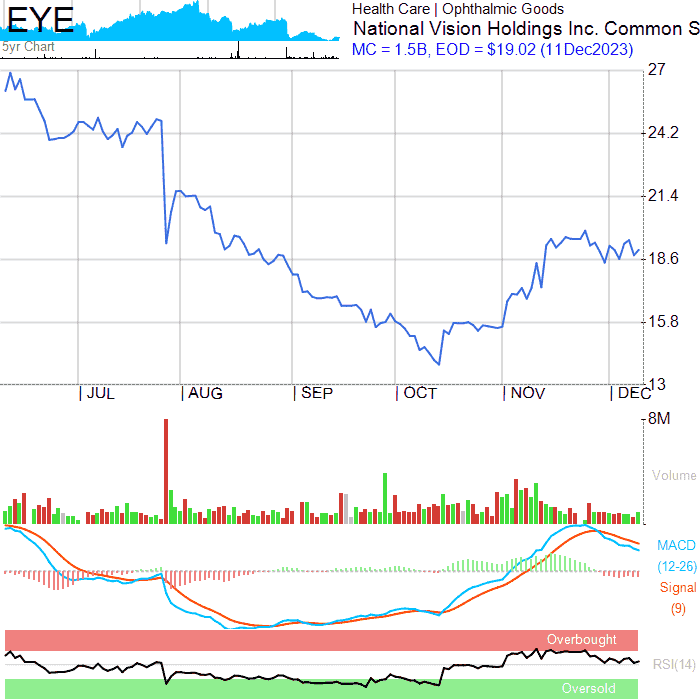 EYE
5yr Chart
Health Care | Ophthalmic Goods
National Vision Holdings Inc. Common S
MC = 1.5B, EOD = $19.02 (11Dec2023)
27
24.2
21.4
18.6
15.8
13
JUL AUG SEP OCT NOV DEC
8M
Volume
MACD
(12-26)
Signal
(9)
Overbought
RSI(14)
Oversold